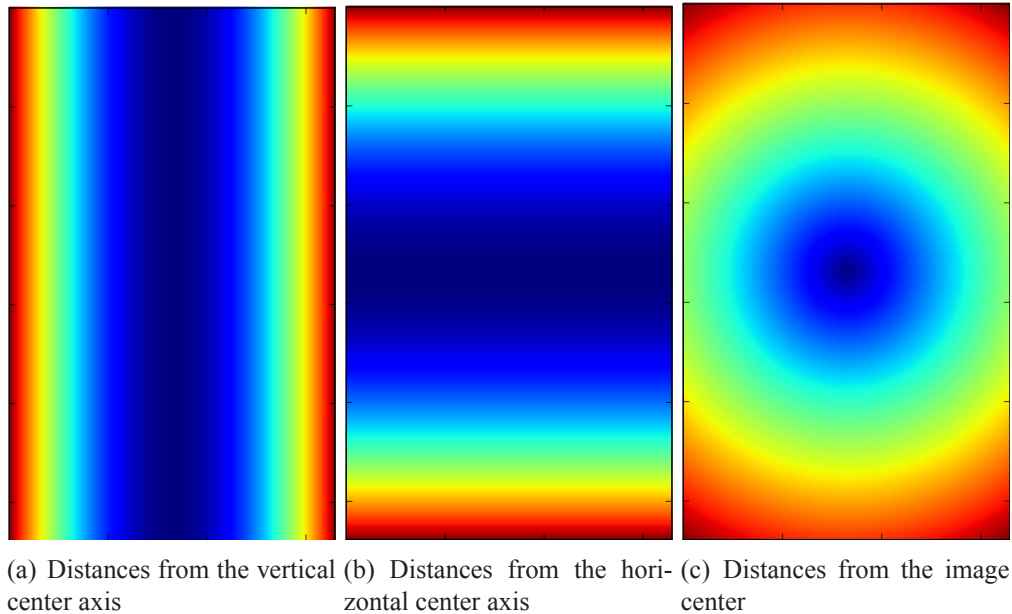 (a) Distances from the vertical
center axis
(b) Distances from the hori-
zontal center axis
(c) Distances from the image
center